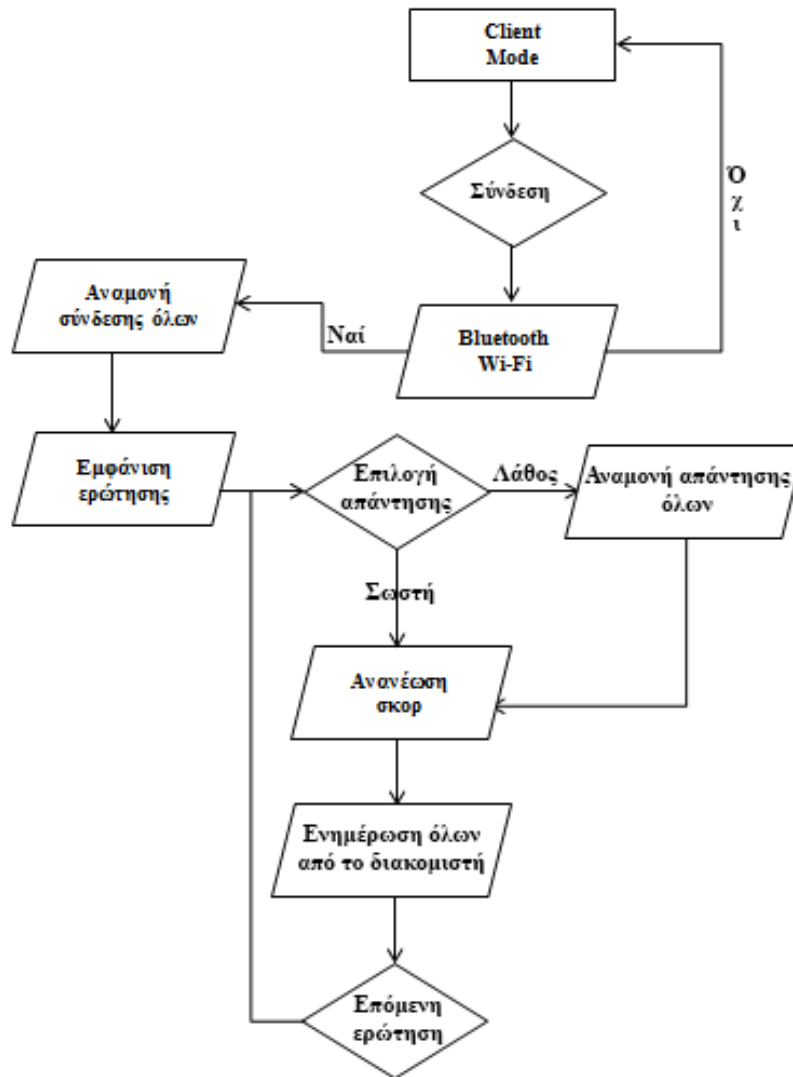 Client
Mode
Σύνδεση
Ό
χ
ι
Bluetooth
Wi-Fi
Ναί
Αναμονή
σύνδεσης όλων
Εμφάνιση
ερώτησης
Επιλογή
απάντησης
Λάθος
Αναμονή απάντησης
όλων
Σωστή
Ανανέωση
σκορ
Ενημέρωση όλων
από το διακομιστή
Επόμενη
ερώτηση